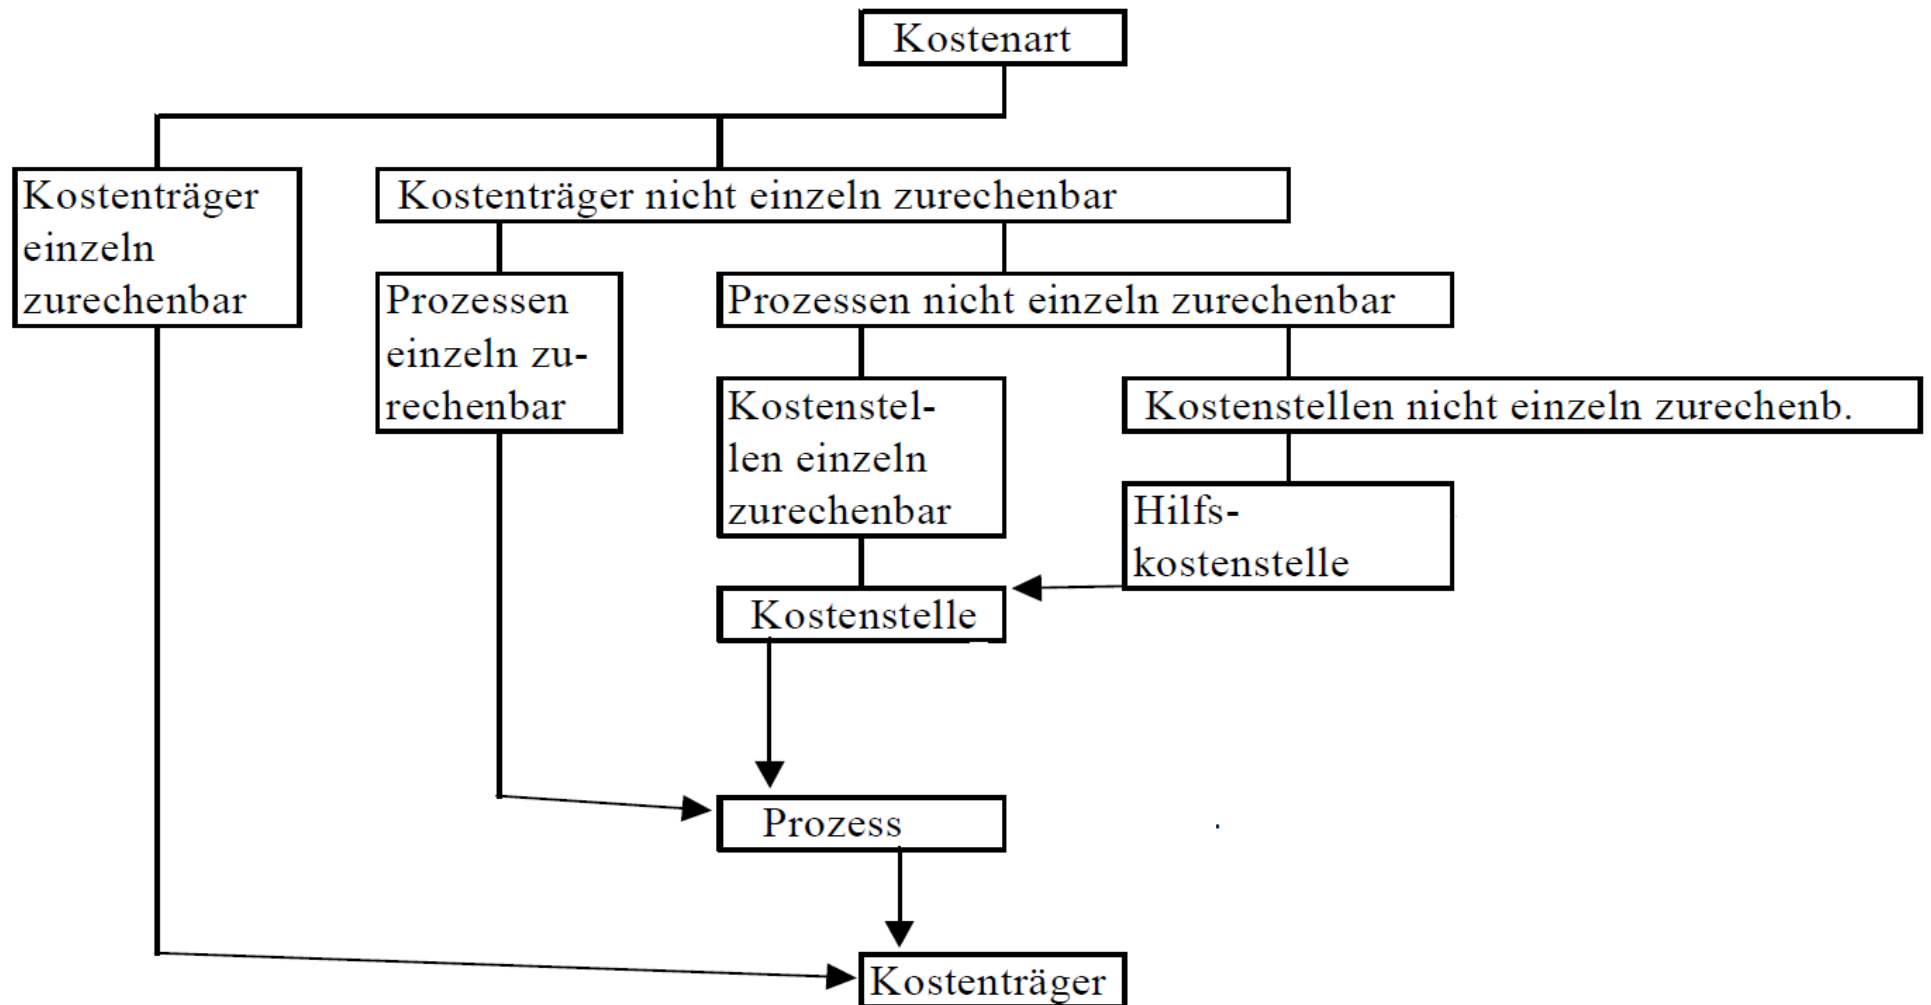 Kostenart
Kostenträger
einzeln
zurechenbar
Kostenträger nicht einzeln zurechenbar
Prozessen
einzeln zu-
rechenbar
Prozessen nicht einzeln zurechenbar
Kostenstel-
len einzeln
zurechenbar
Kostenstellen nicht einzeln zurechenb.
Hilfs-
kostenstelle
Kostenstelle
Prozess
Kostenträger